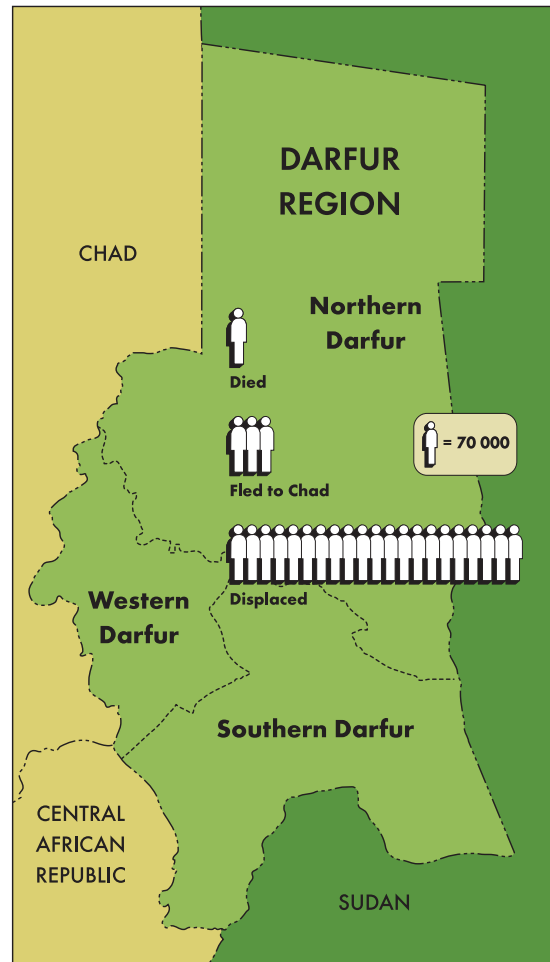 DARFUR
REGION
CHAD
Northern
Darfur
Died
= 70 000
Fled to Chad
Displaced
Western
Darfur
Southern Darfur
CENTRAL
AFRICAN
REPUBLIC
SUDAN